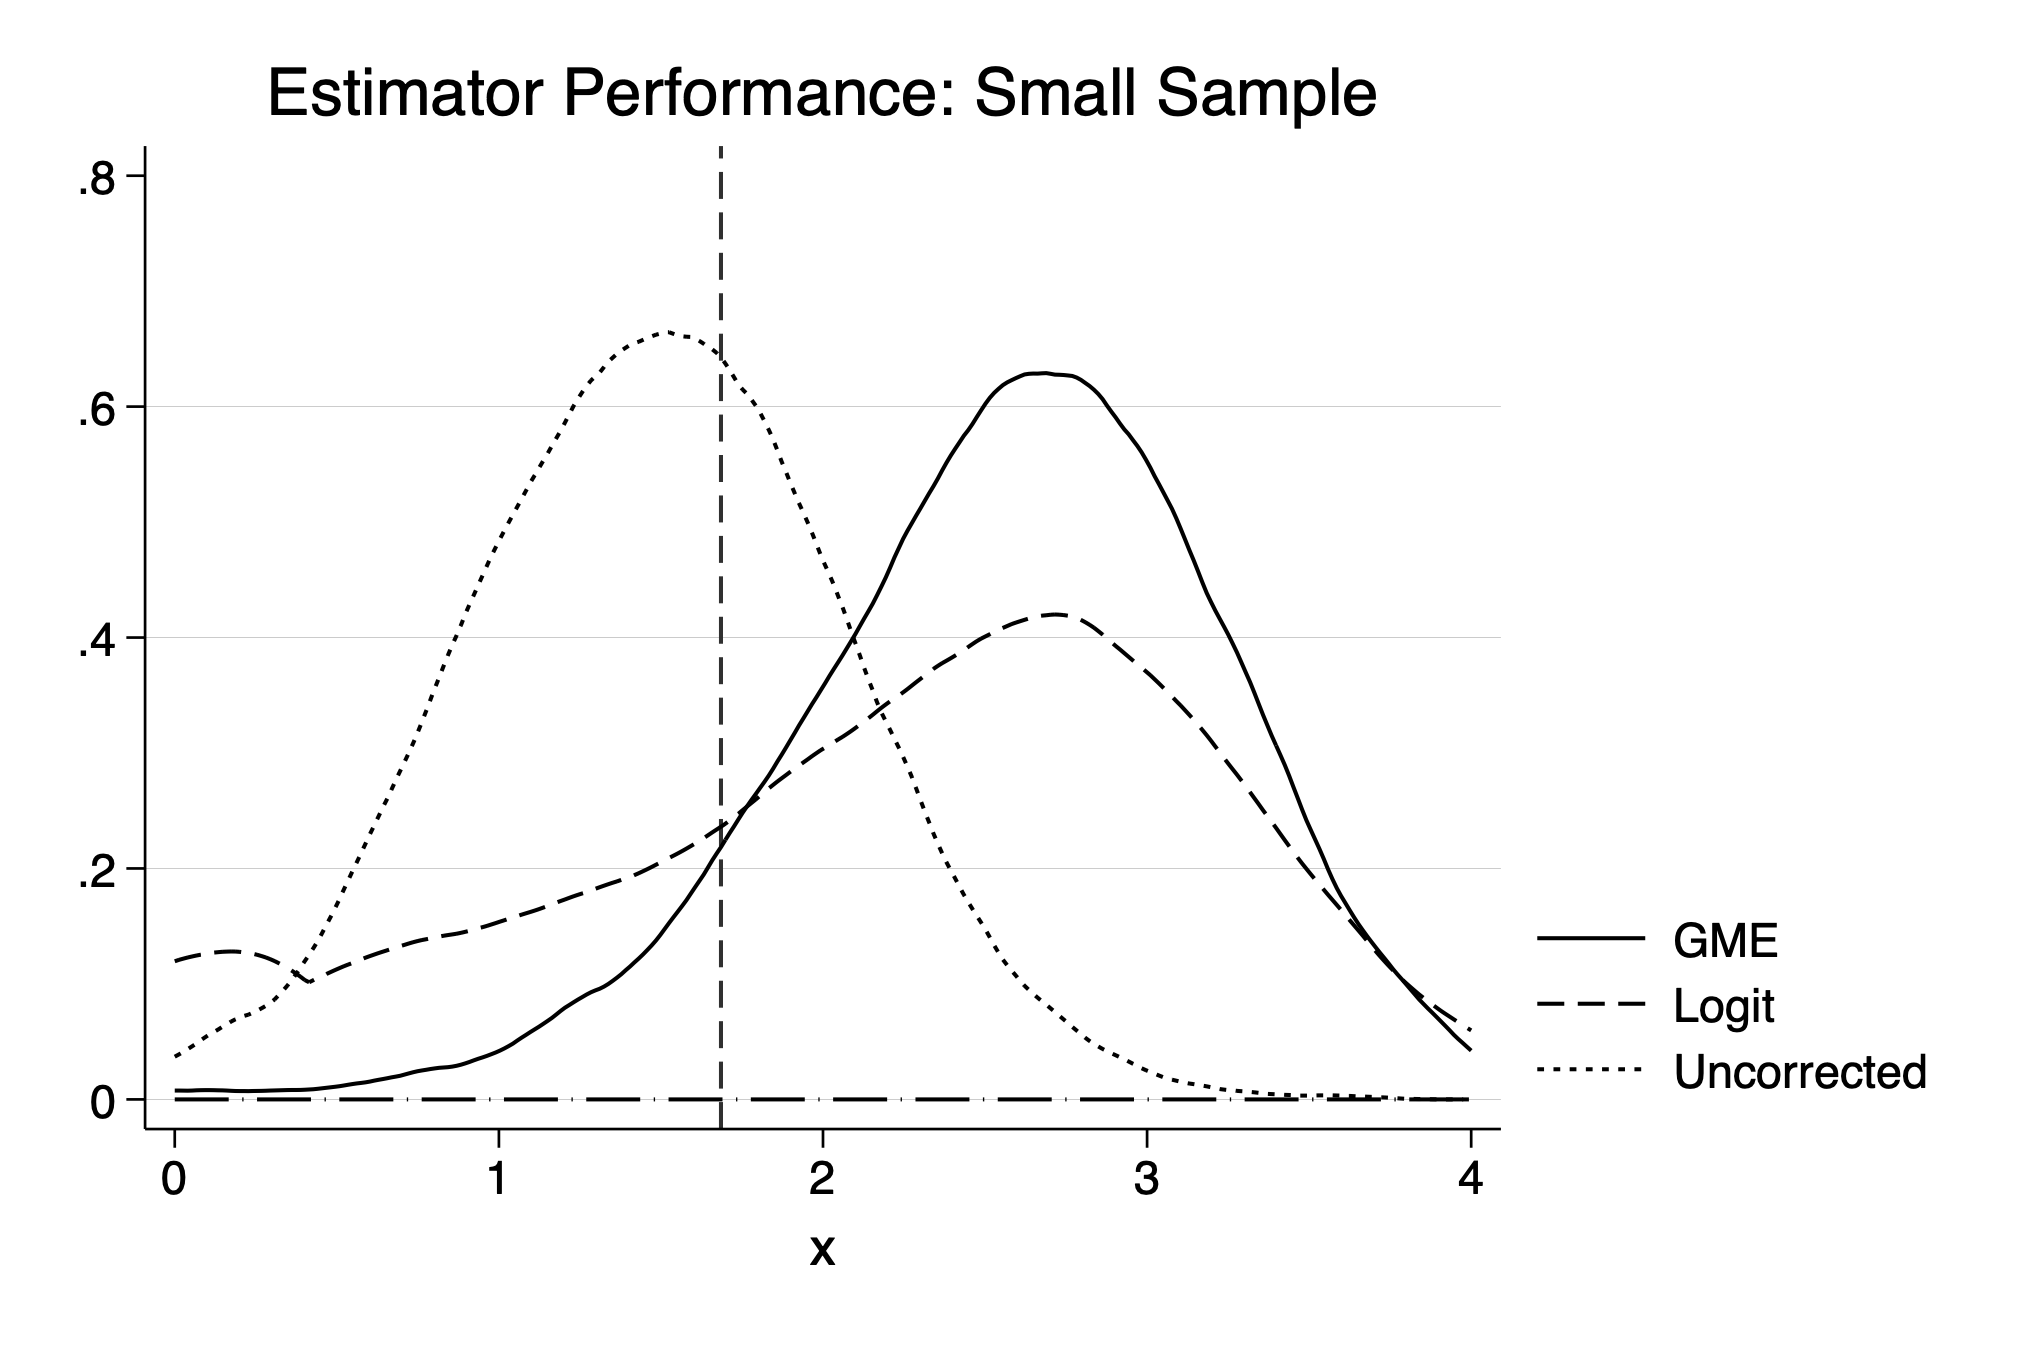 Estimator Performance: Small Sample
.8
.6
.4
.2
0
0 1 2 3 4
x
GME
Logit
Uncorrected